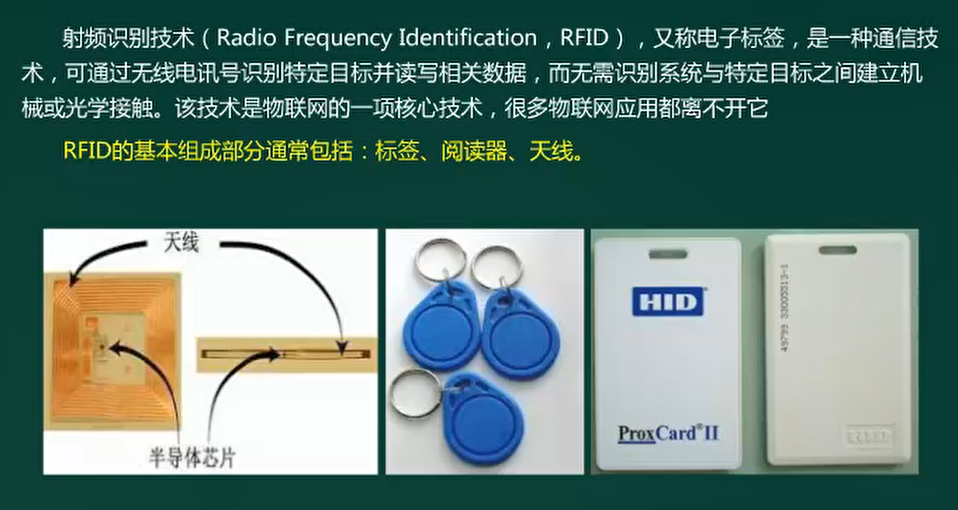 射频识别技术（Radio Frequency Identification，RFID），又称电子标签，是一种通信技
术，可通过无线电讯号识别特定目标并读写相关数据，而无需识别系统与特定目标之间建立机
械或光学接触。该技术是物联网的一项核心技术，很多物联网应用都离不开它
RFID的基本组成部分通常包括：标签、阅读器、天线。
天线
半导体芯片
HID
ProxCard®II
HID